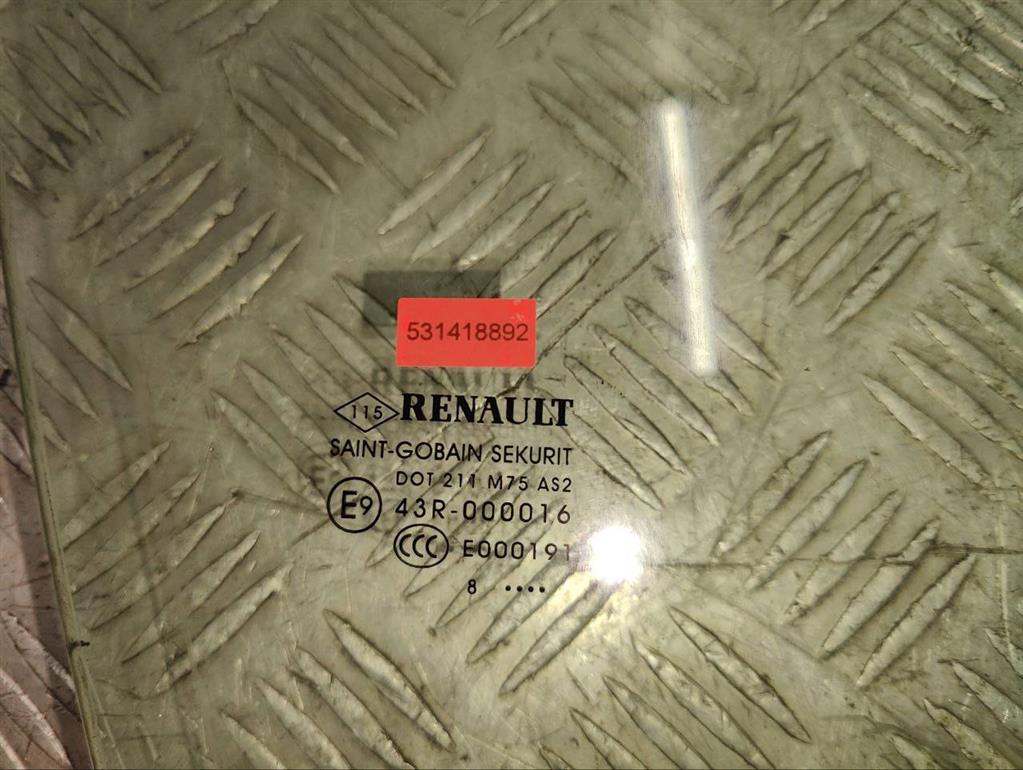 531418892
115 RENAULT
SAINT-GOBAIN SEKURIT
DOT 211 M75 AS2
E9 43R-000016
CCC E000191
8 ••••